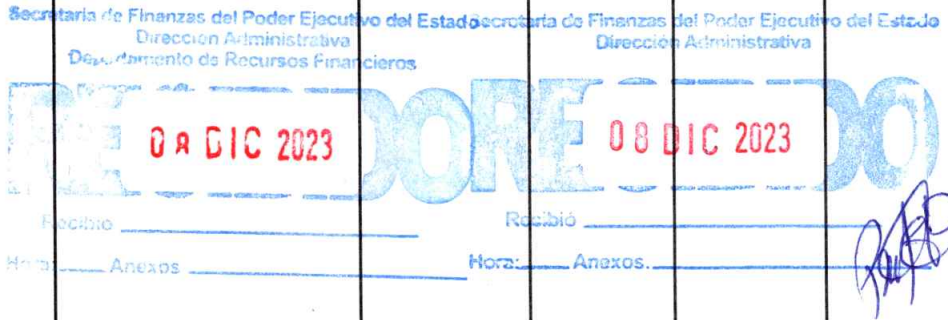 Secretaria de Finanzas del Poder Ejecutivo del Estado
Dirección Administrativa
Departamento de Recursos Financieros
RECIBIDO
08 DIC 2023
Recibió
Hora: Anexos
Secretaria de Finanzas del Poder Ejecutivo del Estado
Dirección Administrativa
RECIBIDO
08 DIC 2023
Recibió
Hora: Anexos.